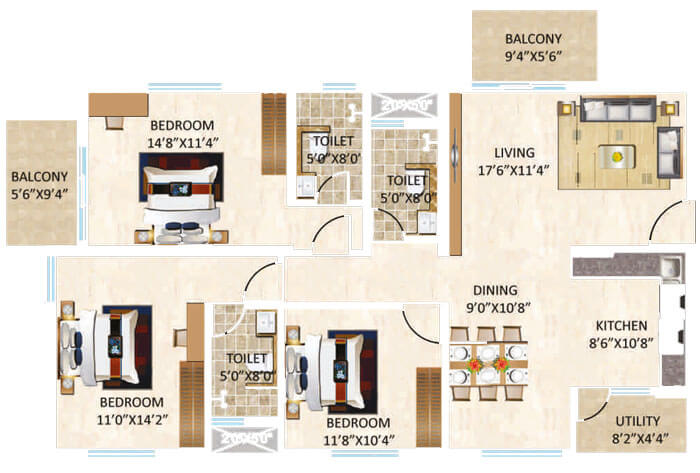 BALCONY
9'4"X5'6"
BEDROOM
14'8"X11'4"
TOILET
5'0"X8'0'
2'0"X5'0"
LIVING
17'6"X11'4"
BALCONY
5'6"X9'4"
TOILET
5'0"X8'0"
DINING
9'0"X10'8"
KITCHEN
8'6"X10'8"
TOILET
5'0"X8'0"
BEDROOM
11'0"X14'2"
BEDROOM
11'8"X10'4"
2'0"X5'0"
UTILITY
8'2"X4'4"